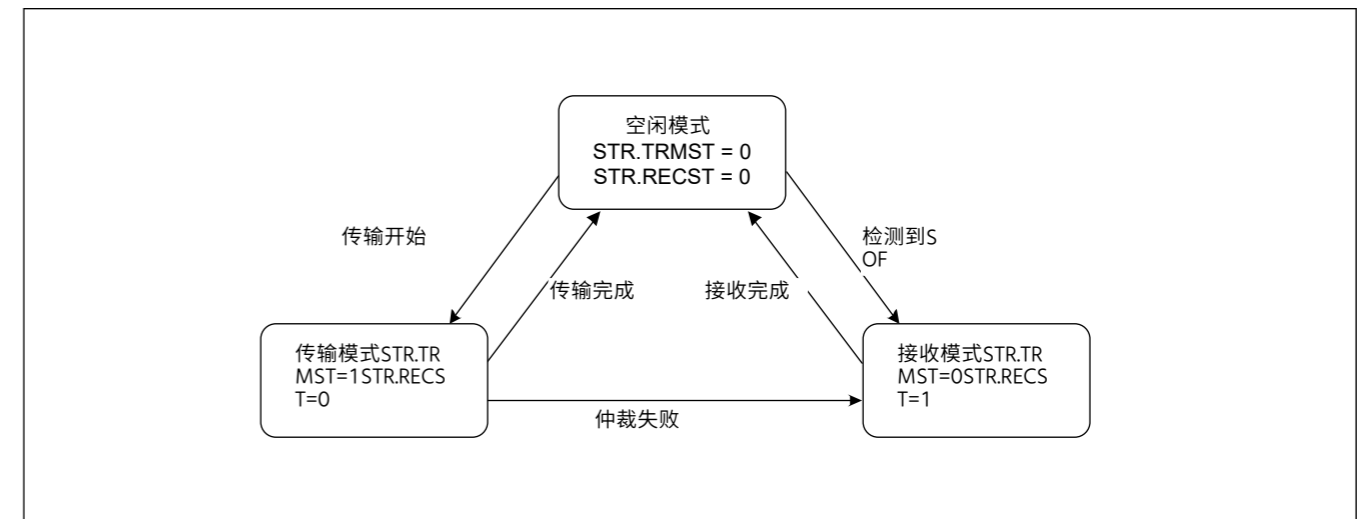 空闲模式
STR.TRMST = 0
STR.RECST = 0
传输开始
检测到S
OF
传输完成
接收完成
传输模式STR.TR
MST=1STR.RECS
T=0
接收模式STR.TR
MST=0STR.RECS
T=1
仲裁失败